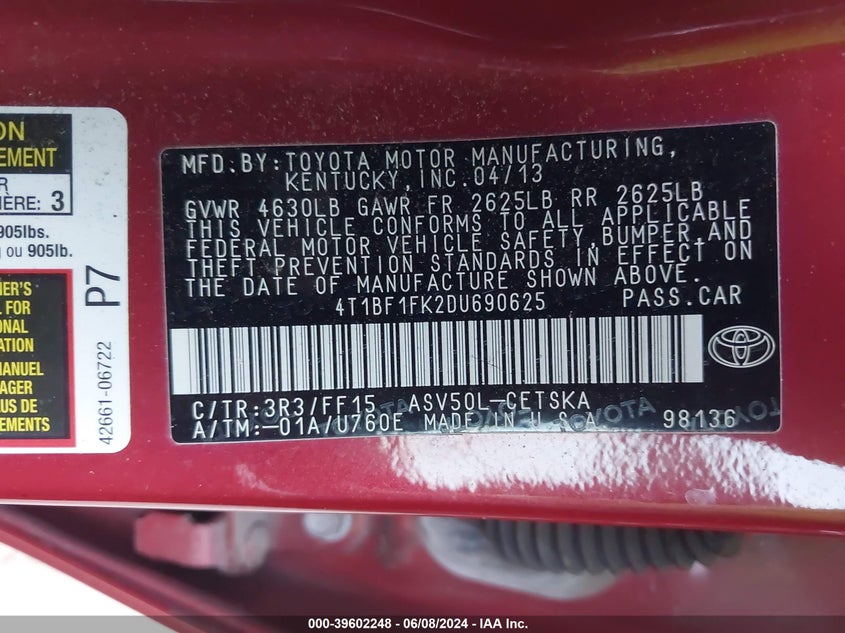 ON
EMENT
R
IÈRE: 3
905lbs.
g ou 905lb.
ER'S
L FOR
ONAL
ATION
MANUEL
AGER
US DE
EMENTS
42661-06722
P7
MFD.BY:TOYOTA MOTOR MANUFACTURING,
KENTUCKY,INC.04/13
GVWR 4630LB GAWR FR 2625LB RR 2625LB
THIS VEHICLE CONFORMS TO ALL APPLICABLE
FEDERAL MOTOR VEHICLE SAFETY,BUMPER,AND
THEFT PREVENTION STANDARDS IN EFFECT ON
THE DATE OF MANUFACTURE SHOWN ABOVE.
4T1BF1FK2DU690625 PASS.CAR
C/TR:3R3/FF15 ASV50L-CETSKA
A/TM:-01A/U760E MADE IN U.S.A. 98136
TOYOTA
000-39602248 - 06/08/2024 - IAA Inc.